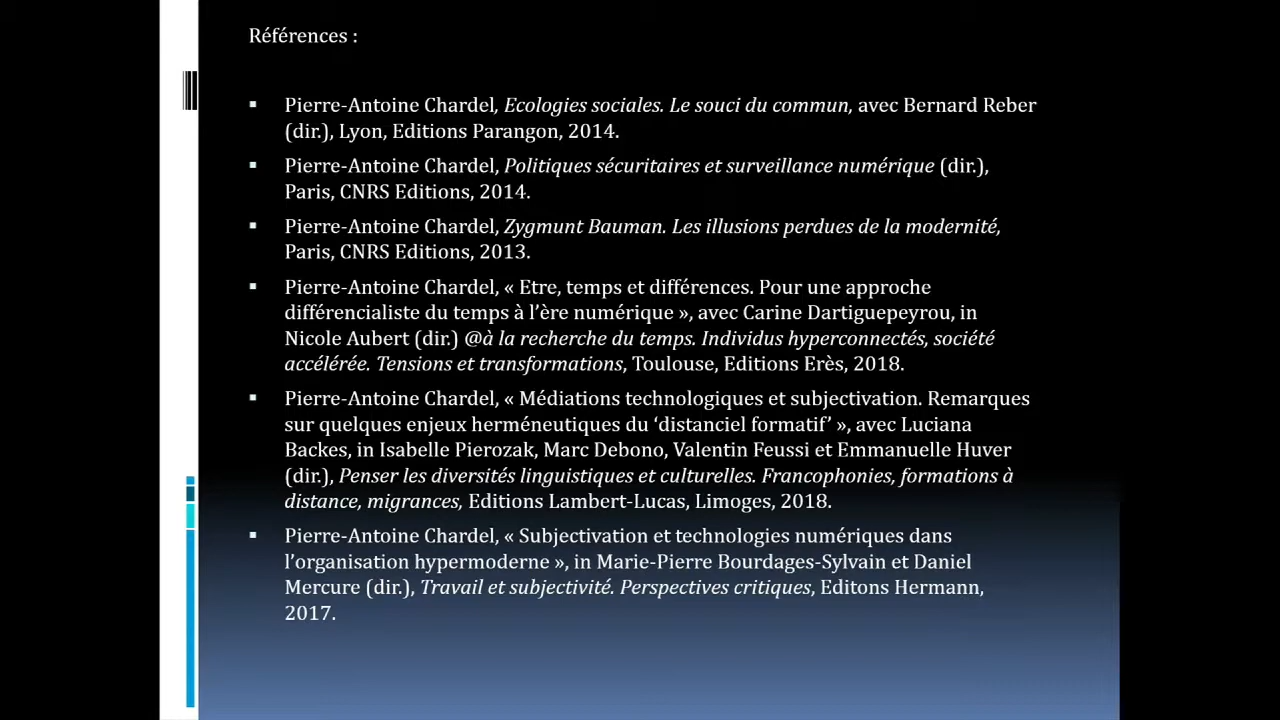 Références :
▪ Pierre-Antoine Chardel, Ecologies sociales. Le souci du commun, avec Bernard Reber
(dir.), Lyon, Editions Parangon, 2014.
▪ Pierre-Antoine Chardel, Politiques sécuritaires et surveillance numérique (dir.),
Paris, CNRS Editions, 2014.
▪ Pierre-Antoine Chardel, Zygmunt Bauman. Les illusions perdues de la modernité,
Paris, CNRS Editions, 2013.
▪ Pierre-Antoine Chardel, « Etre, temps et différences. Pour une approche
différencialiste du temps à l’ère numérique », avec Carine Dartiguepeyrou, in
Nicole Aubert (dir.) @à la recherche du temps. Individus hyperconnectés, société
accélérée. Tensions et transformations, Toulouse, Editions Erès, 2018.
▪ Pierre-Antoine Chardel, « Médiations technologiques et subjectivation. Remarques
sur quelques enjeux herméneutiques du ‘distanciel formatif’ », avec Luciana
Backes, in Isabelle Pierozak, Marc Debono, Valentin Feussi et Emmanuelle Huver
(dir.), Penser les diversités linguistiques et culturelles. Francophonies, formations à
distance, migrances, Editions Lambert-Lucas, Limoges, 2018.
▪ Pierre-Antoine Chardel, « Subjectivation et technologies numériques dans
l’organisation hypermoderne », in Marie-Pierre Bourdages-Sylvain et Daniel
Mercure (dir.), Travail et subjectivité. Perspectives critiques, Editons Hermann,
2017.